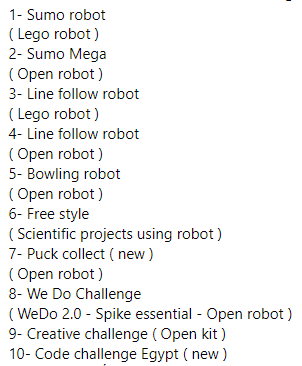 1- Sumo robot
( Lego robot )
2- Sumo Mega
( Open robot )
3- Line follow robot
( Lego robot )
4- Line follow robot
( Open robot )
5- Bowling robot
( Open robot )
6- Free style
( Scientific projects using robot )
7- Puck collect ( new )
( Open robot )
8- We Do Challenge
( WeDo 2.0 - Spike essential - Open robot )
9- Creative challenge ( Open kit )
10- Code challenge Egypt ( new )